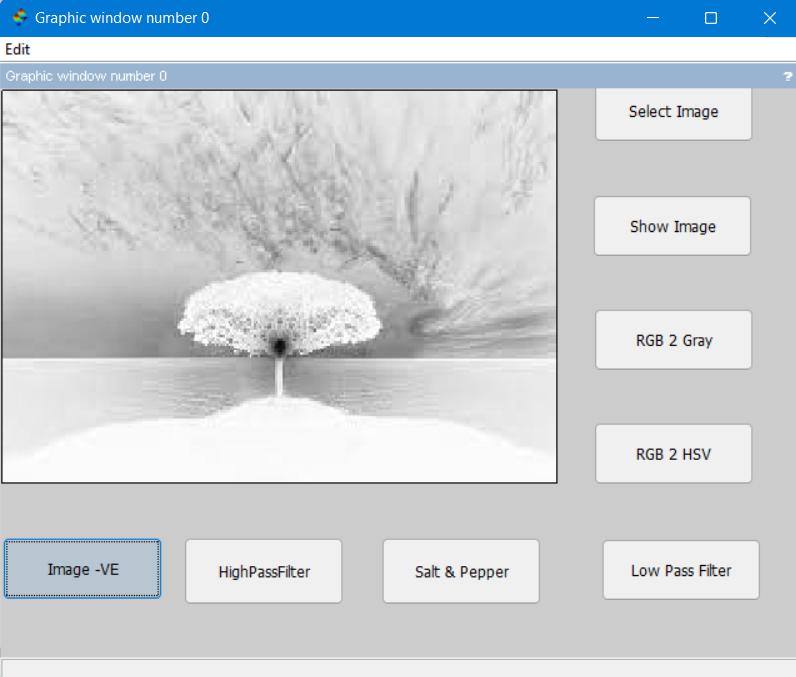 Graphic window number 0
Edit
Graphic window number 0 ?
Select Image
Show Image
RGB 2 Gray
RGB 2 HSV
Image -VE HighPassFilter Salt & Pepper Low Pass Filter